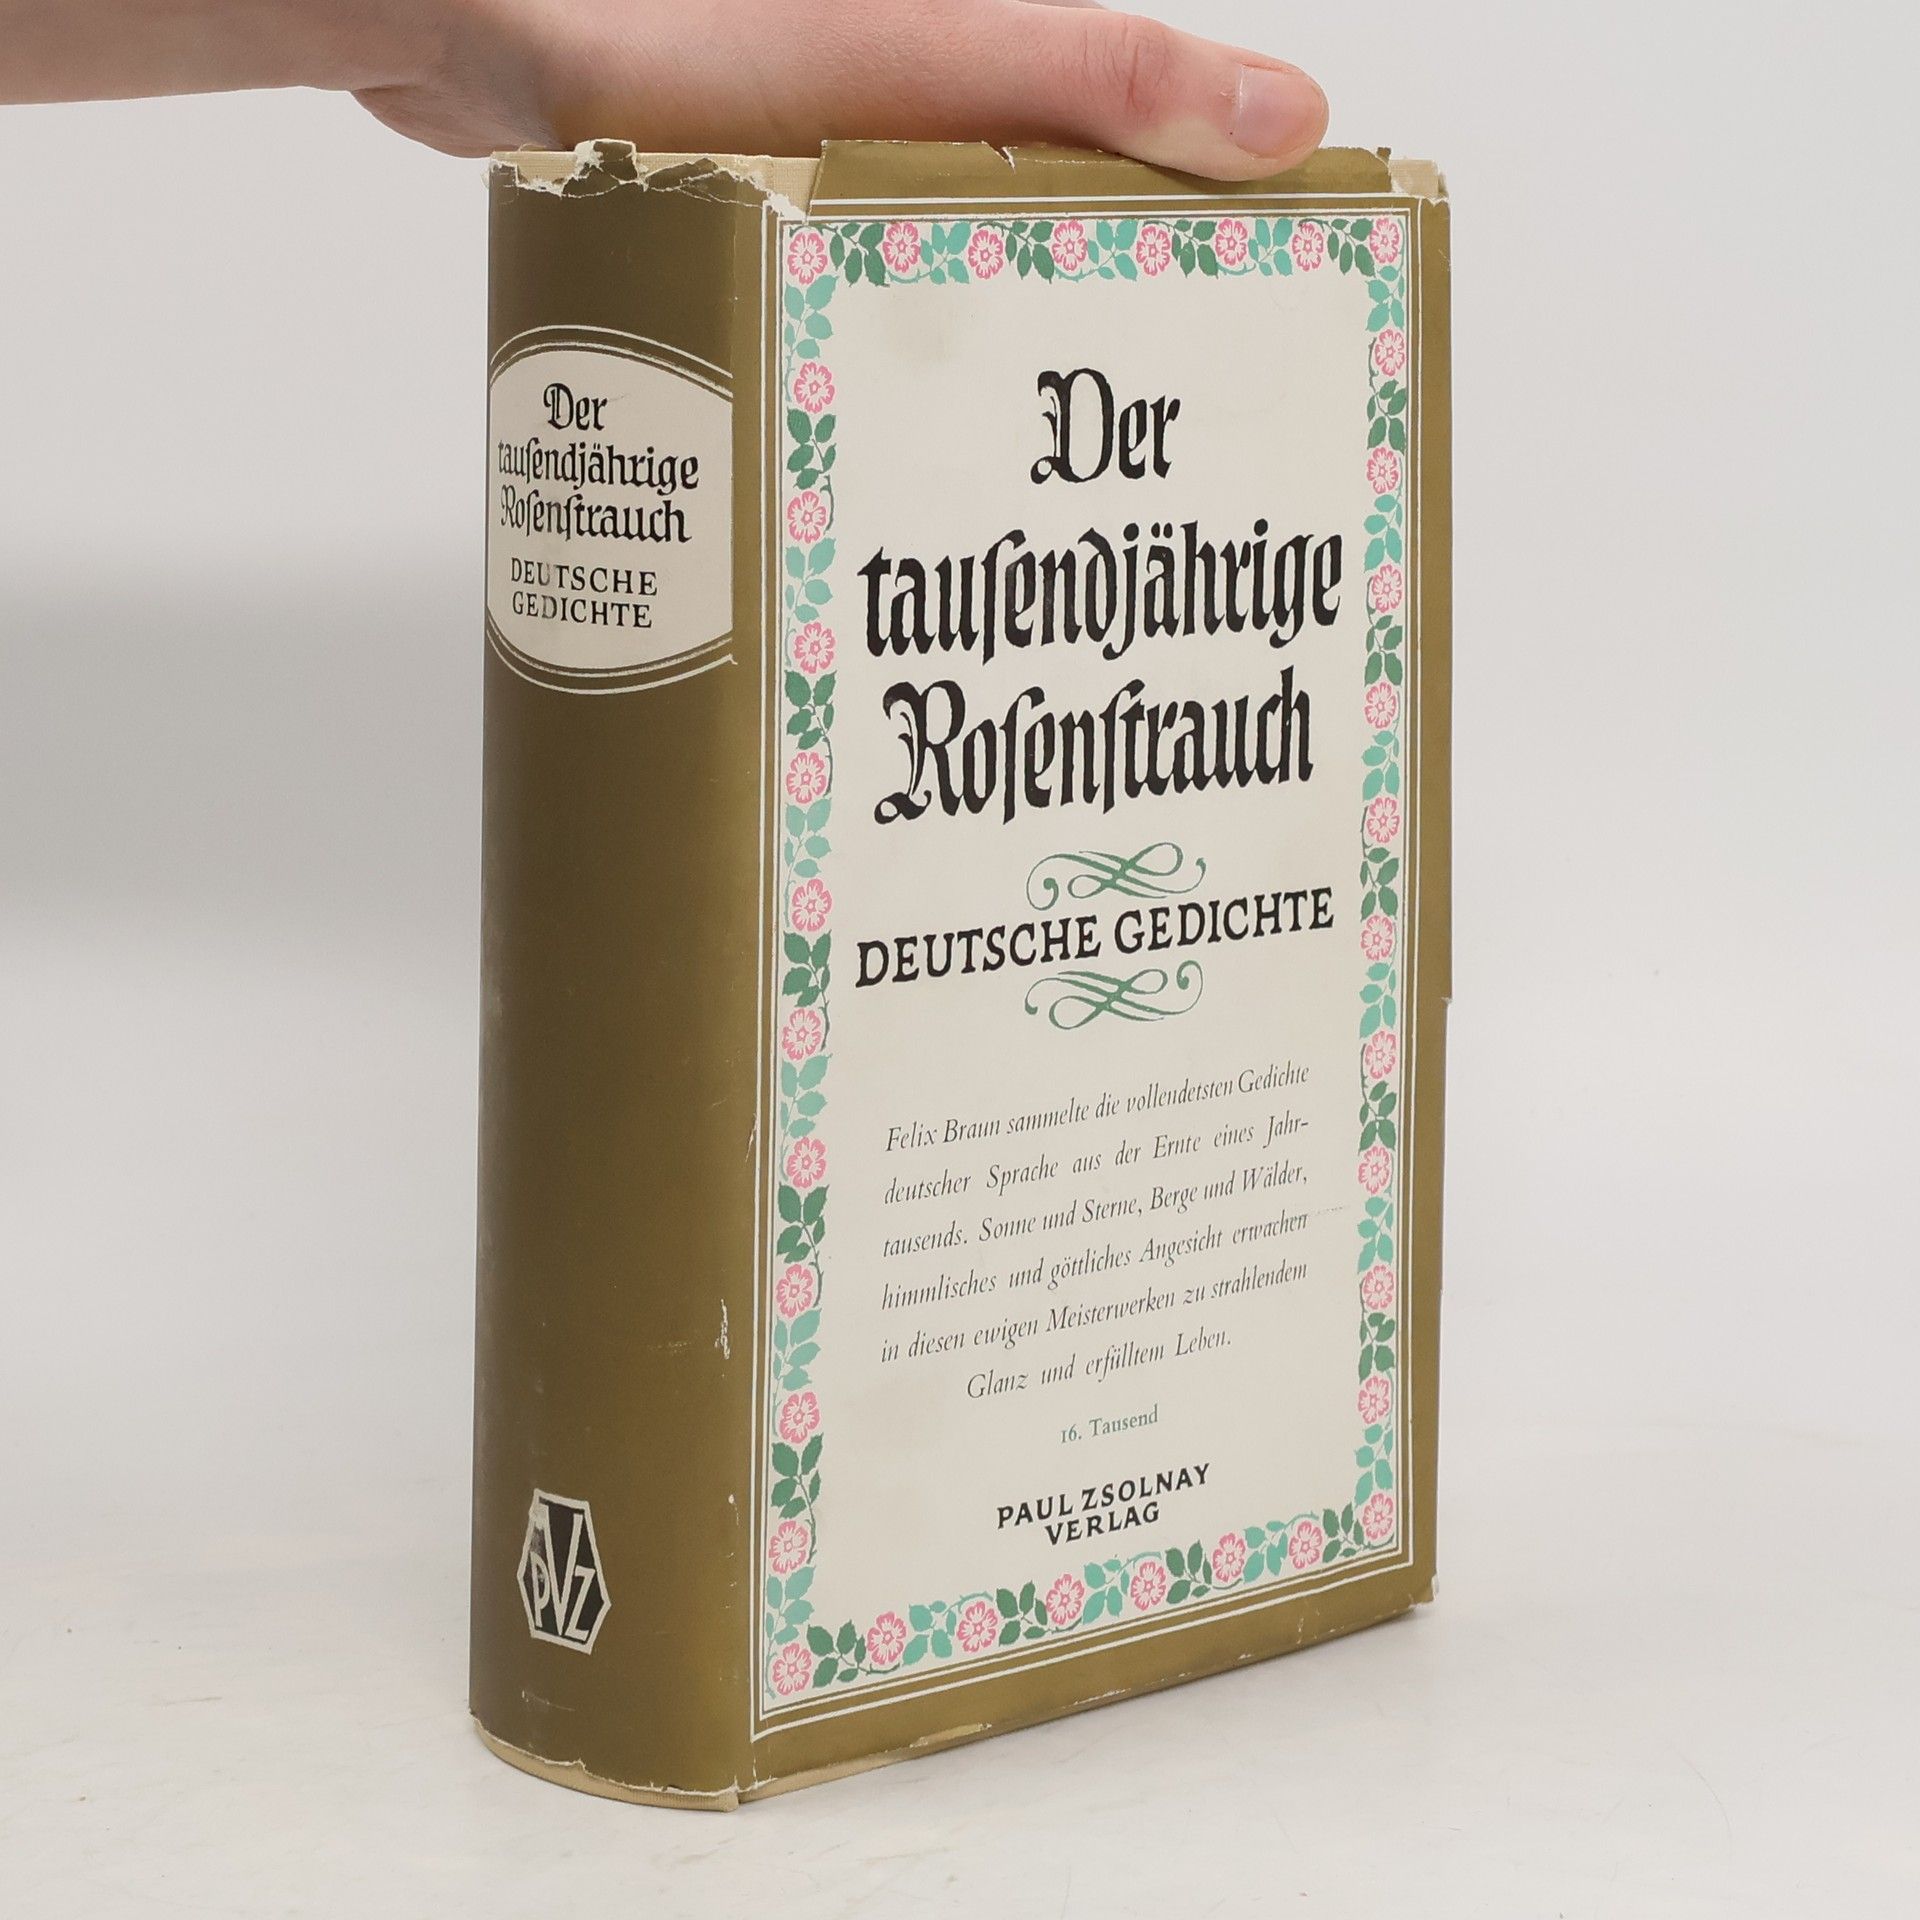 Der
tauſendjährige
Roſenſtrauch
DEUTSCHE
GEDICHTE
PVZ
Der
tauſendjährige
Roſenſtrauch
DEUTSCHE GEDICHTE
Felix Braun sammelte die vollendetsten Gedichte
deutscher Sprache aus der Ernte eines Jahr-
tausends. Sonne und Sterne, Berge und Wälder,
himmlisches und göttliches Angesicht erwachen
in diesen ewigen Meisterwerken zu strahlendem
Glanz und erfülltem Leben.
16. Tausend
PAUL ZSOLNAY
VERLAG